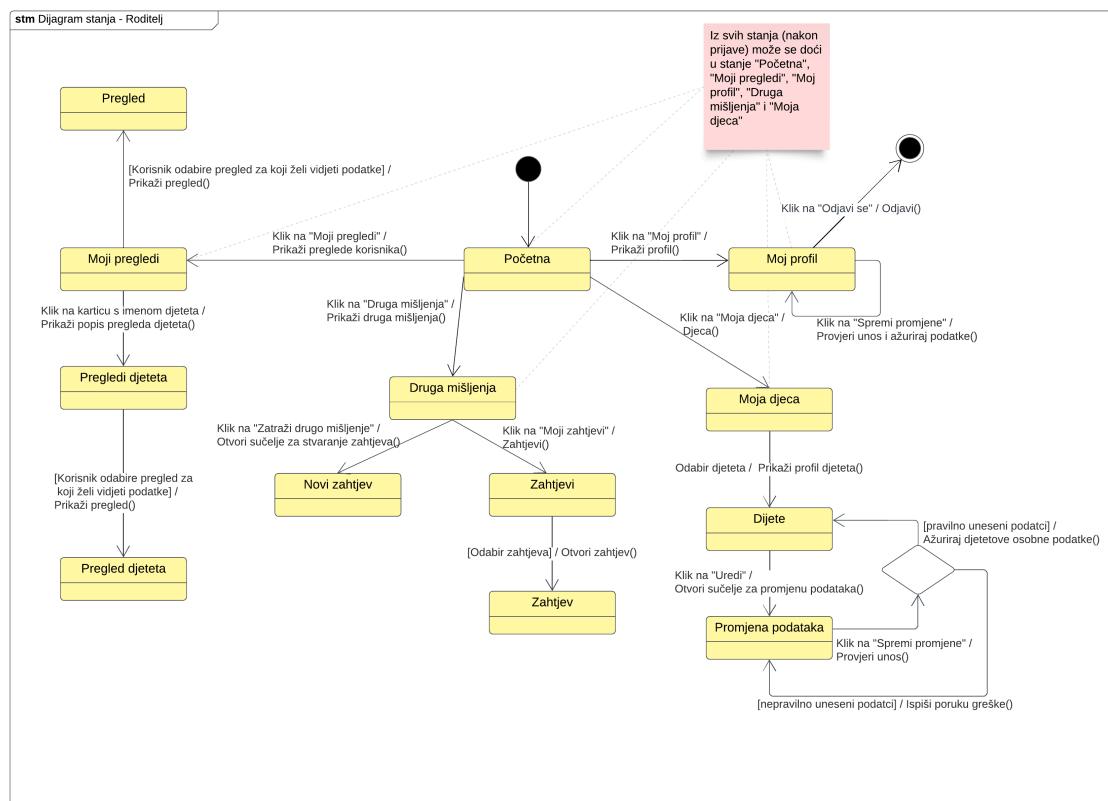 stm Dijagram stanja - Roditelj
Iz svih stanja (nakon
prijave) može se doći
u stanje "Početna",
"Moji pregledi", "Moj
profil", "Druga
mišljenja" i "Moja
djeca"
Pregled
[Korisnik odabire pregled za koji želi vidjeti podatke] /
Prikaži pregled()
Klik na "Odjavi se" / Odjavi()
Klik na "Moji pregledi" /
Prikaži preglede korisnika()
Klik na "Moj profil" /
Prikaži profil()
Moji pregledi
Početna
Moj profil
Klik na karticu s imenom djeteta /
Prikaži popis pregleda djeteta()
Klik na "Druga mišljenja" /
Prikaži druga mišljenja()
Klik na "Moja djeca" /
Djeca()
Klik na "Spremi promjene" /
Provjeri unos i ažuriraj podatke()
Pregledi djeteta
Druga mišljenja
Moja djeca
Klik na "Zatraži drugo mišljenje" /
Otvori sučelje za stvaranje zahtjeva()
Klik na "Moji zahtjevi" /
Zahtjevi()
Odabir djeteta / Prikaži profil djeteta()
[Korisnik odabire pregled za
koji želi vidjeti podatke] /
Prikaži pregled()
Novi zahtjev
Zahtjevi
Dijete
[pravilno uneseni podatci] /
Ažuriraj djetetove osobne podatke()
[Odabir zahtjeva] / Otvori zahtjev()
Pregled djeteta
Klik na "Uredi" /
Otvori sučelje za promjenu podataka()
Zahtjev
Promjena podataka
Klik na "Spremi promjene" /
Provjeri unos()
[nepravilno uneseni podatci] / Ispiši poruku greške()